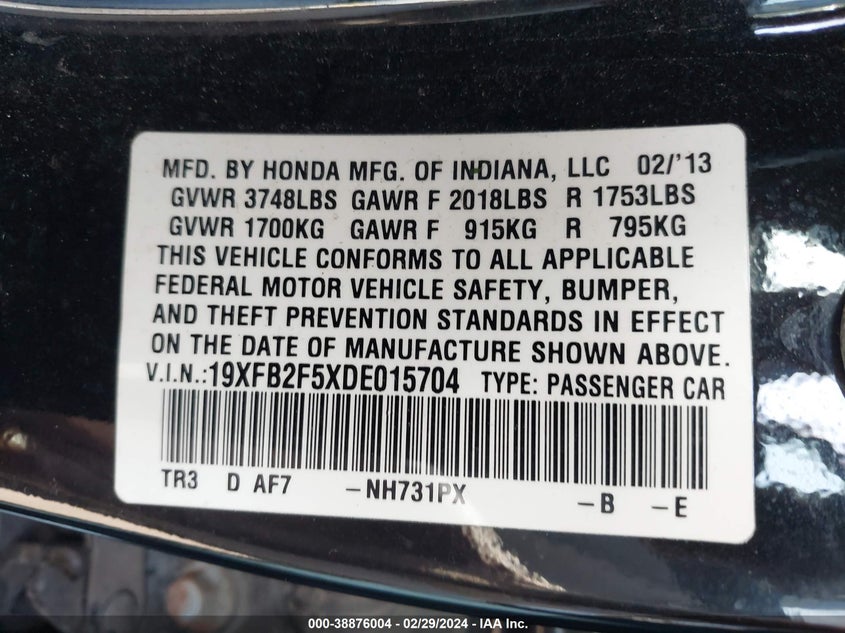 MFD. BY HONDA MFG. OF INDIANA, LLC 02/'13
GVWR 3748LBS GAWR F 2018LBS R 1753LBS
GVWR 1700KG GAWR F 915KG R 795KG
THIS VEHICLE CONFORMS TO ALL APPLICABLE
FEDERAL MOTOR VEHICLE SAFETY, BUMPER,
AND THEFT PREVENTION STANDARDS IN EFFECT
ON THE DATE OF MANUFACTURE SHOWN ABOVE.
V.I.N.:19XFB2F5XDE015704 TYPE: PASSENGER CAR
TR3 D AF7 –NH731PX –B –E
000-38876004 - 02/29/2024 - IAA Inc.